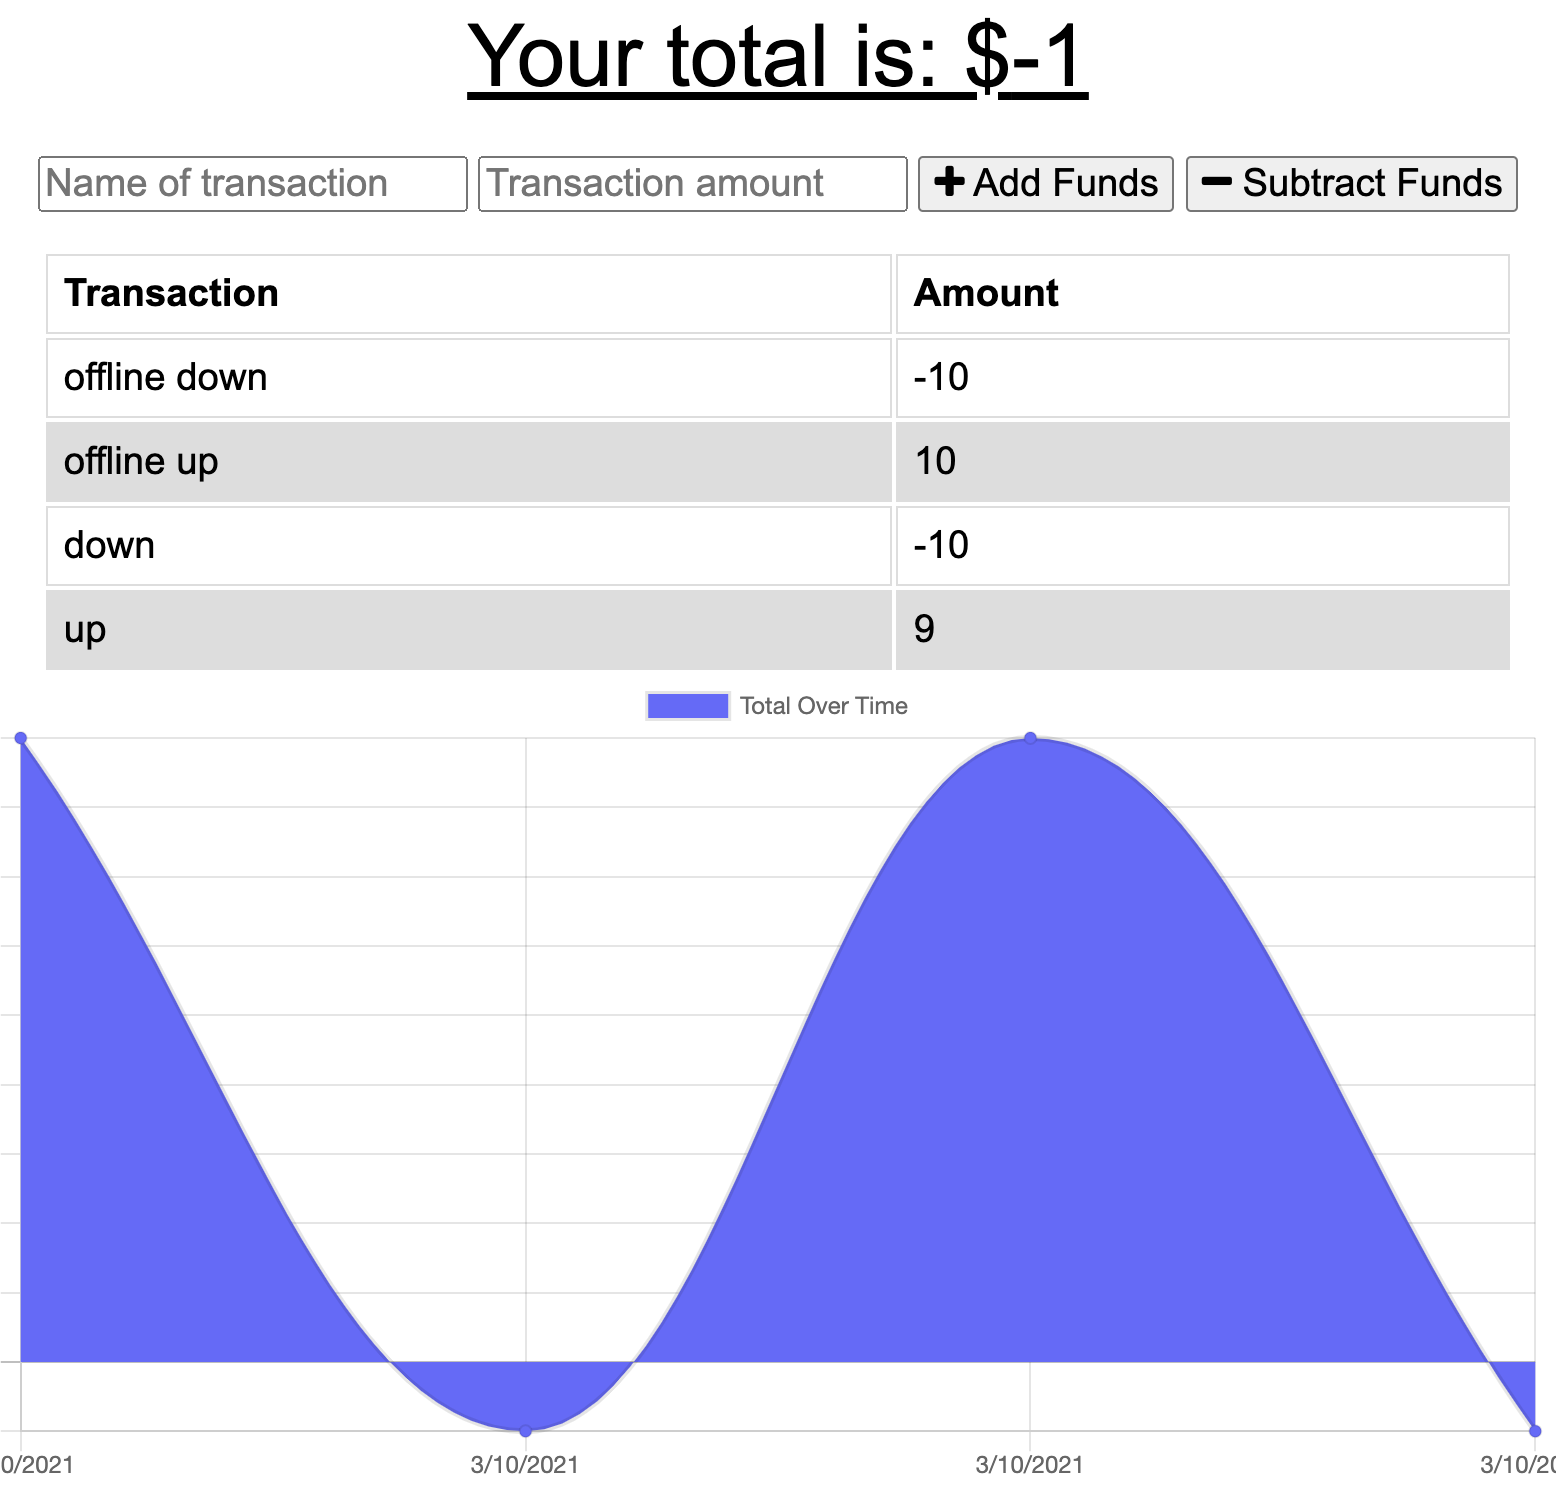 Your total is: $-1
Name of transaction Transaction amount Add Funds Subtract Funds
Transaction Amount
offline down -10
offline up 10
down -10
up 9
Total Over Time
0/2021 3/10/2021 3/10/2021 3/10/20